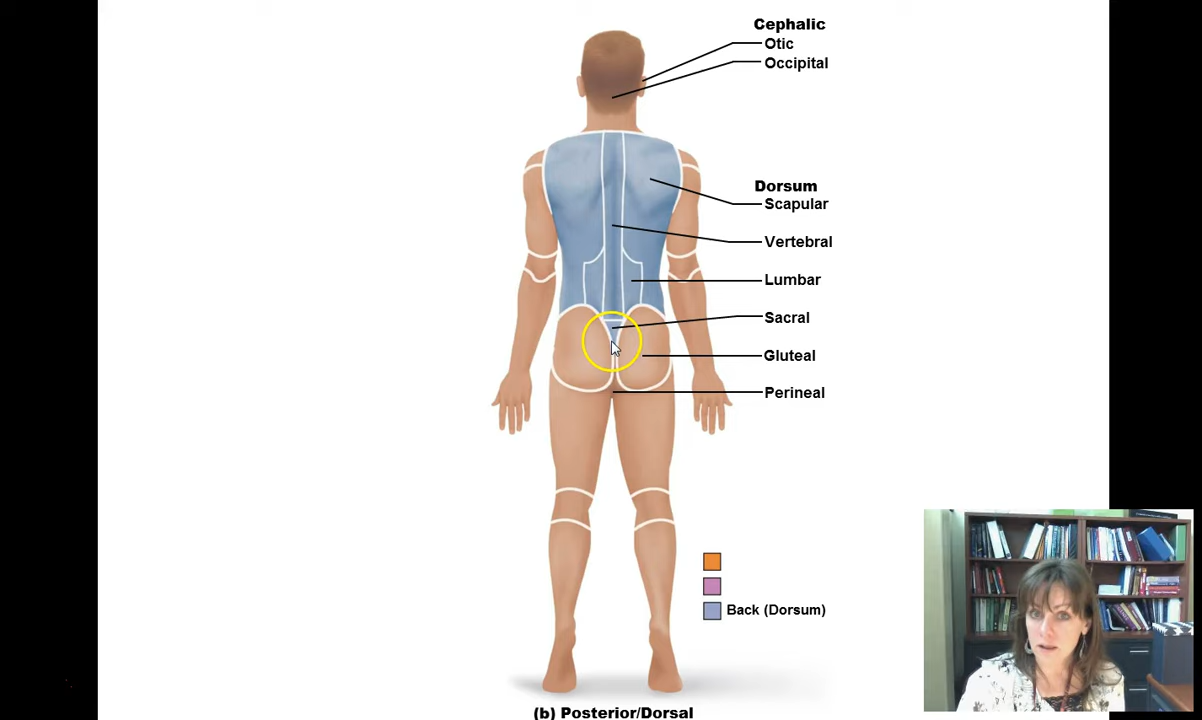 Cephalic
Otic
Occipital
Dorsum
Scapular
Vertebral
Lumbar
Sacral
Gluteal
Perineal
Back (Dorsum)
(b) Posterior/Dorsal